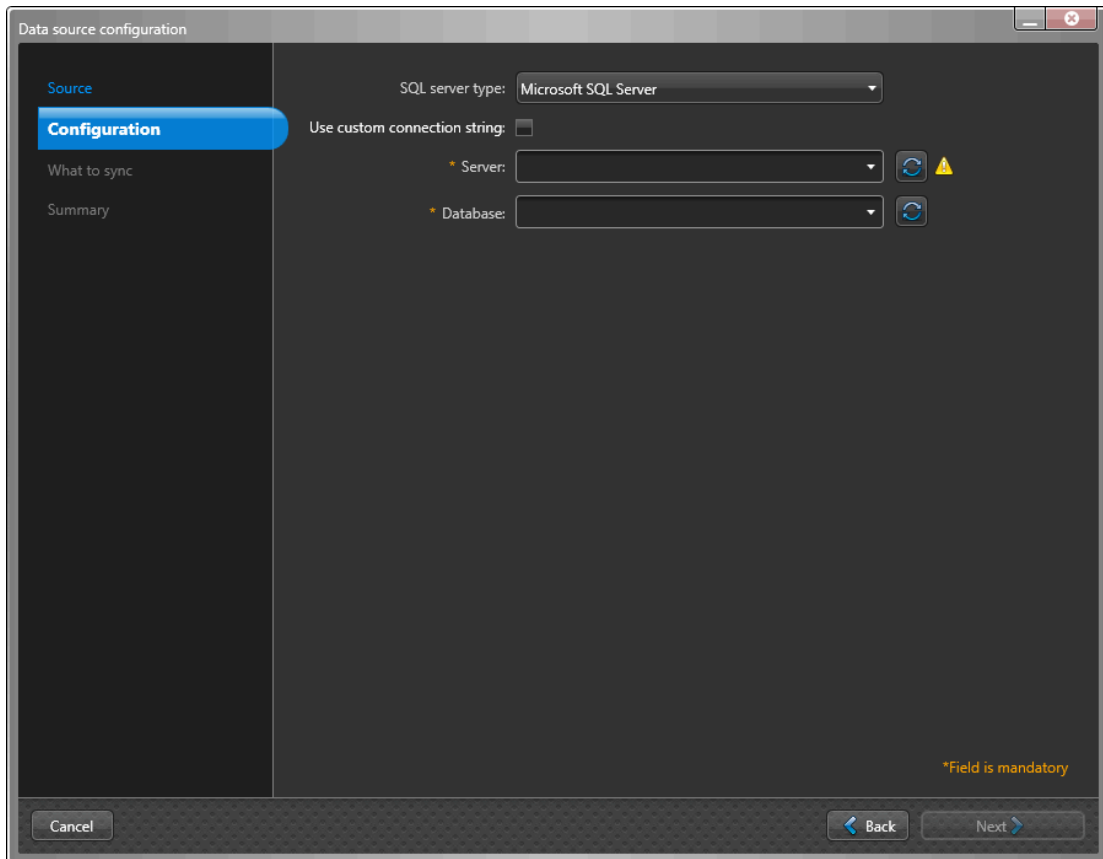 Data source configuration
Source
Configuration
What to sync
Summary
SQL server type: Microsoft SQL Server
Use custom connection string:
* Server:
* Database:
*Field is mandatory
Cancel
Back
Next